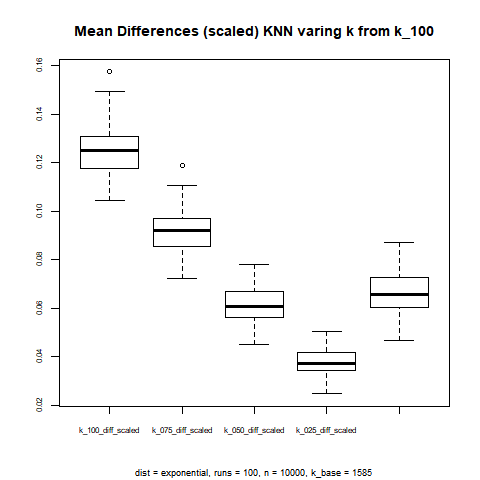 Mean Differences (scaled) KNN varing k from k_100
0.16
0.14
0.12
0.10
0.08
0.06
0.04
0.02
k_100_diff_scaled k_075_diff_scaled k_050_diff_scaled k_025_diff_scaled
dist = exponential, runs = 100, n = 10000, k_base = 1585